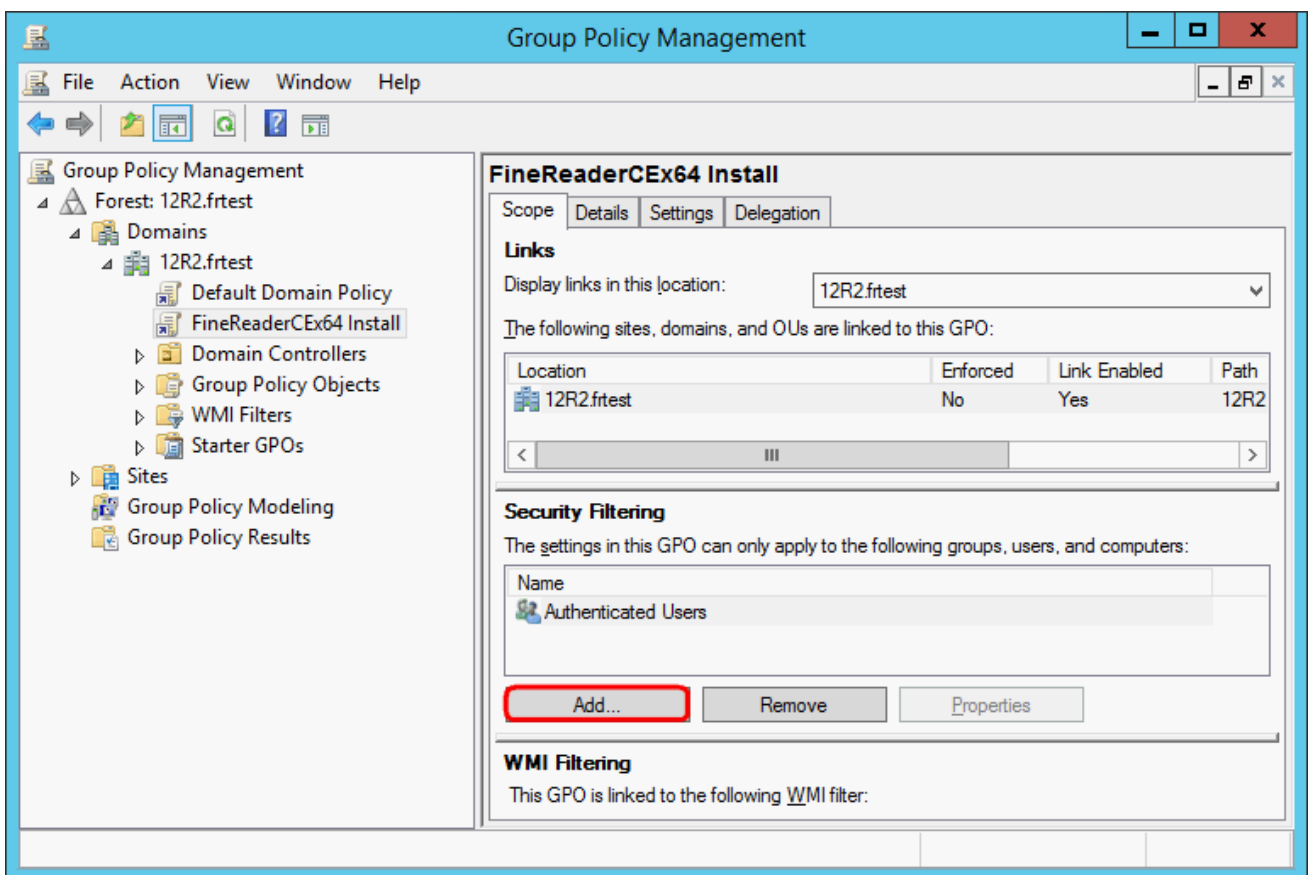 Group Policy Management
File Action View Window Help
Group Policy Management
Forest: 12R2.frtest
Domains
12R2.frtest
Default Domain Policy
FineReaderCEx64 Install
Domain Controllers
Group Policy Objects
WMI Filters
Starter GPOs
Sites
Group Policy Modeling
Group Policy Results
FineReaderCEx64 Install
Scope Details Settings Delegation
Links
Display links in this location: 12R2.frtest
The following sites, domains, and OUs are linked to this GPO:
Location Enforced Link Enabled Path
12R2.frtest No Yes 12R2
Security Filtering
The settings in this GPO can only apply to the following groups, users, and computers:
Name
Authenticated Users
Add... Remove Properties
WMI Filtering
This GPO is linked to the following WMI filter: